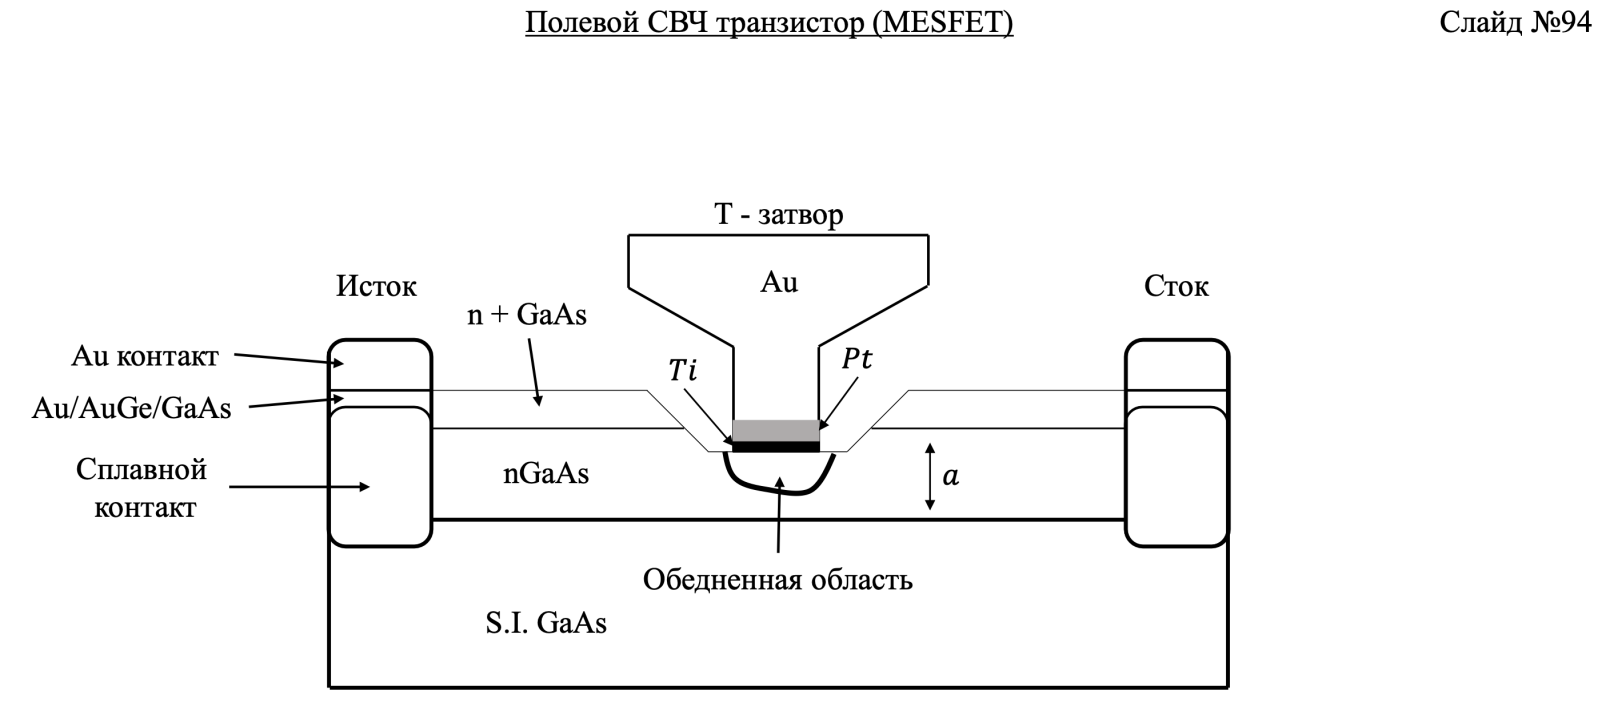 Полевой СВЧ транзистор (MESFET)
Слайд №94
Т - затвор
Au
Исток
Сток
n + GaAs
Au контакт
Ti
Pt
Au/AuGe/GaAs
Сплавной
контакт
nGaAs
a
Обедненная область
S.I. GaAs